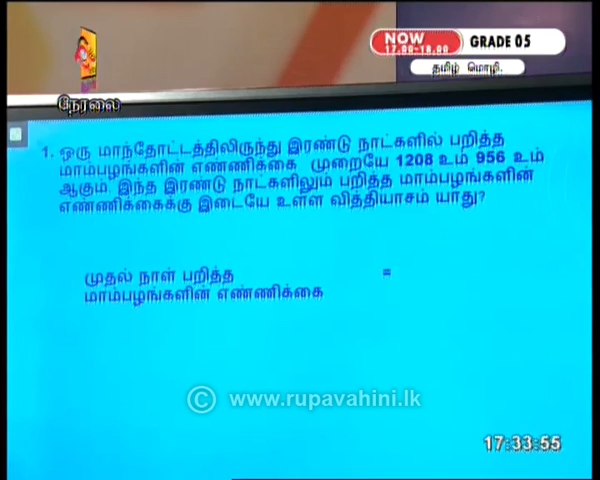 NOW
17.00-18.00
GRADE 05
தமிழ் மொழி.
நேரலை
1. ஒரு மாந்தோட்டத்திலிருந்து இரண்டு நாட்களில் பறித்த
மாம்பழங்களின் எண்ணிக்கை முறையே 1208 உம் 956 உம்
ஆகும். இந்த இரண்டு நாட்களிலும் பறித்த மாம்பழங்களின்
எண்ணிக்கைக்கு இடையே உள்ள வித்தியாசம் யாது?
முதல் நாள் பறித்த =
மாம்பழங்களின் எண்ணிக்கை
© www.rupavahini.lk
17:33:55